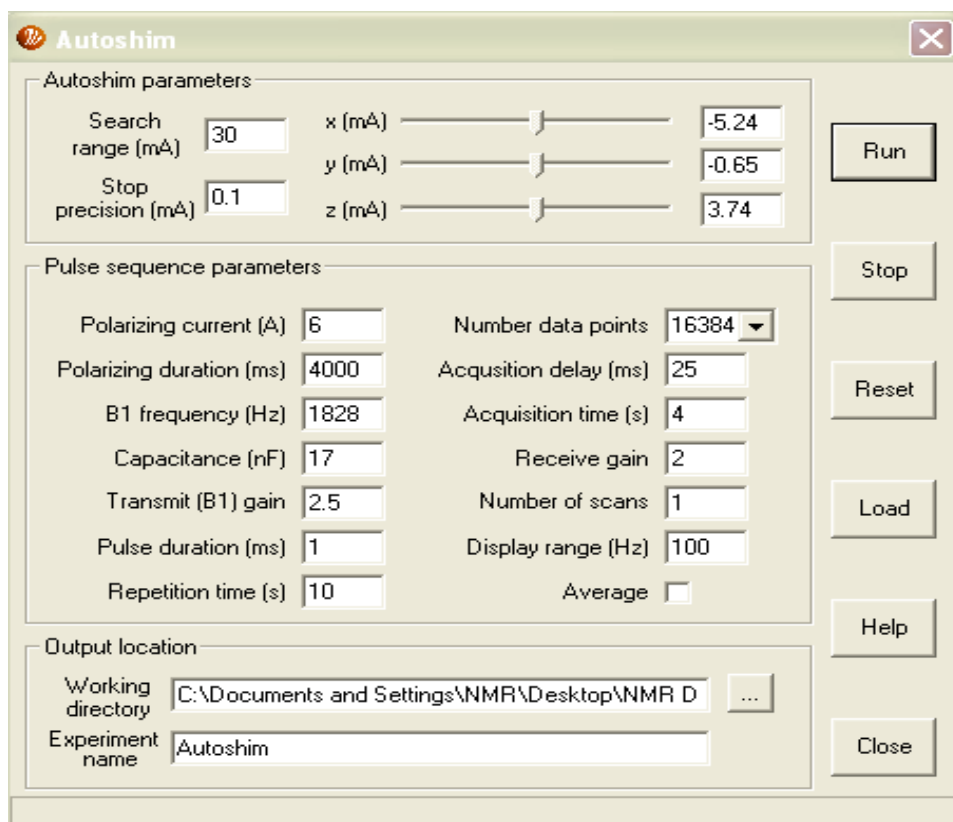 Autoshim
Autoshim parameters
Search range (mA) 30
Stop precision (mA) 0.1
x (mA) -5.24
y (mA) -0.65
z (mA) 3.74
Pulse sequence parameters
Polarizing current (A) 6
Polarizing duration (ms) 4000
B1 frequency (Hz) 1828
Capacitance (nF) 17
Transmit (B1) gain 2.5
Pulse duration (ms) 1
Repetition time (s) 10
Number data points 16384
Acqusition delay (ms) 25
Acquisition time (s) 4
Receive gain 2
Number of scans 1
Display range (Hz) 100
Average
Output location
Working directory C:\Documents and Settings\NMR\Desktop\NMR D ...
Experiment name Autoshim
Run
Stop
Reset
Load
Help
Close